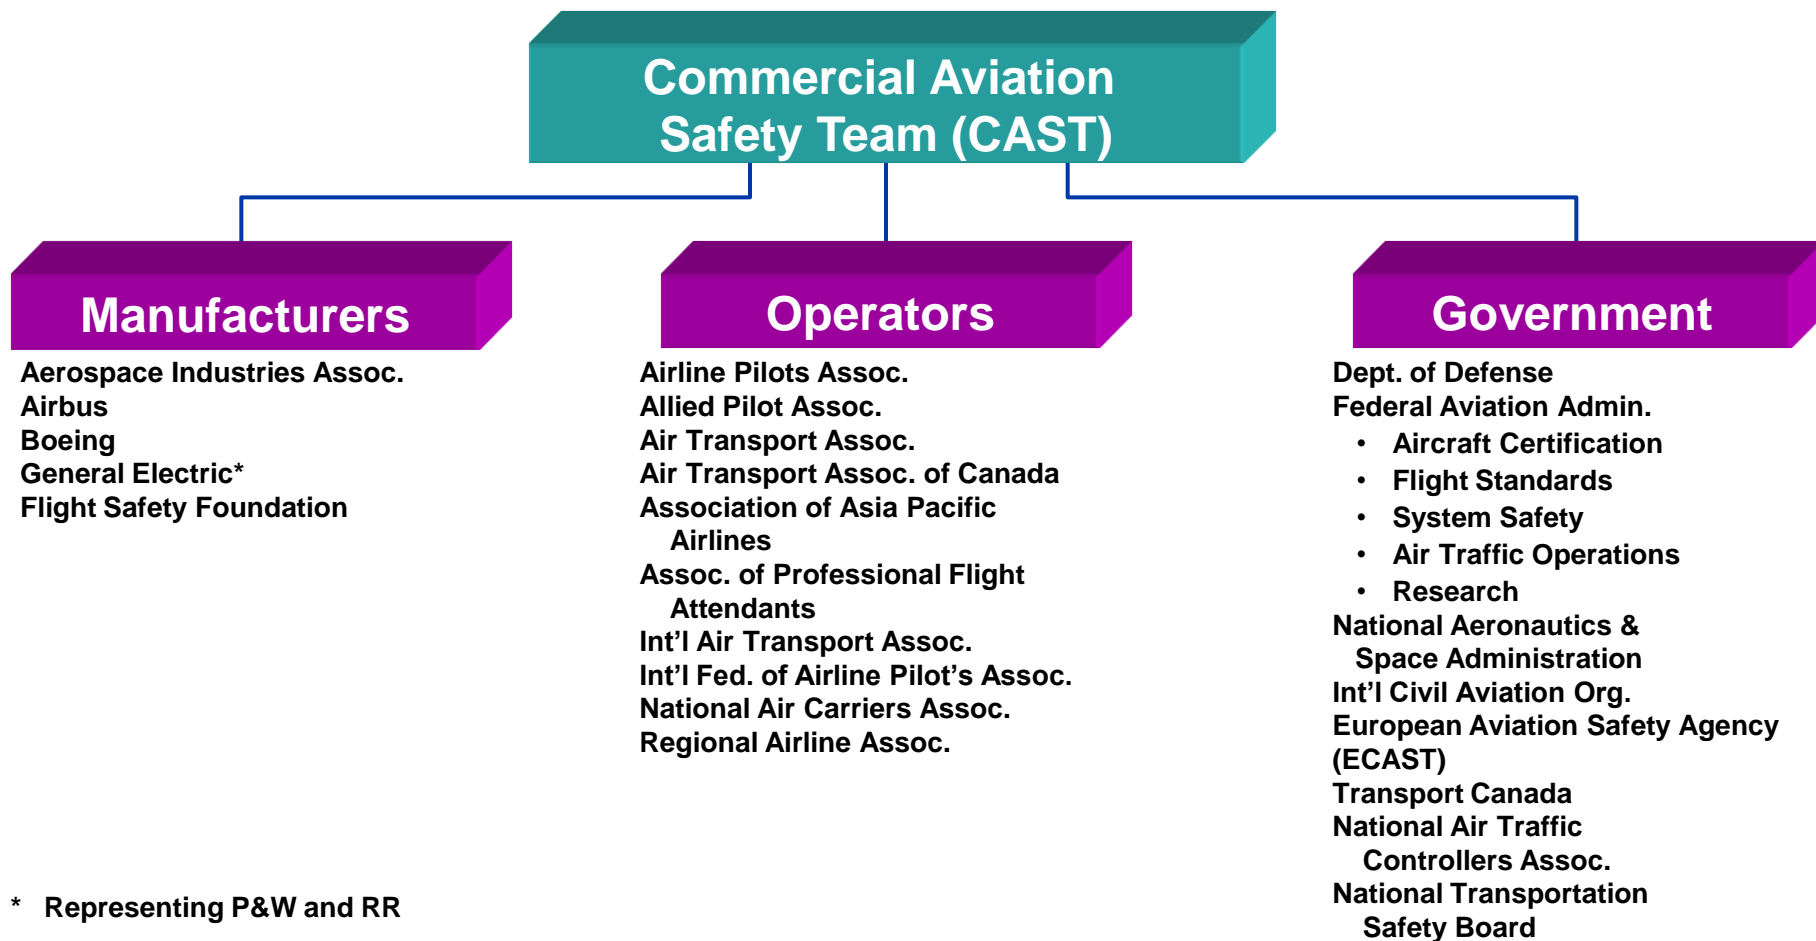 Commercial Aviation
Safety Team (CAST)
Manufacturers
Aerospace Industries Assoc.
Airbus
Boeing
General Electric*
Flight Safety Foundation
* Representing P&W and RR
Operators
Airline Pilots Assoc.
Allied Pilot Assoc.
Air Transport Assoc.
Air Transport Assoc. of Canada
Association of Asia Pacific
Airlines
Assoc. of Professional Flight
Attendants
Int’l Air Transport Assoc.
Int’l Fed. of Airline Pilot’s Assoc.
National Air Carriers Assoc.
Regional Airline Assoc.
Government
Dept. of Defense
Federal Aviation Admin.
• Aircraft Certification
• Flight Standards
• System Safety
• Air Traffic Operations
• Research
National Aeronautics &
Space Administration
Int’l Civil Aviation Org.
European Aviation Safety Agency
(ECAST)
Transport Canada
National Air Traffic
Controllers Assoc.
National Transportation
Safety Board